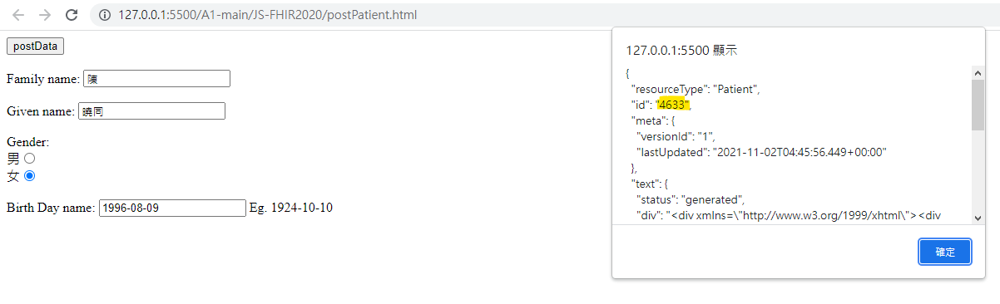 127.0.0.1:5500/A1-main/JS-FHIR2020/postPatient.html
postData
Family name: 陳
Given name: 曉同
Gender:
男
女
Birth Day name: 1996-08-09 Eg. 1924-10-10
127.0.0.1:5500 顯示
{
"resourceType": "Patient",
"id": "4633",
"meta": {
"versionId": "1",
"lastUpdated": "2021-11-02T04:45:56.449+00:00"
},
"text": {
"status": "generated",
"div": "<div xmlns=\"http://www.w3.org/1999/xhtml\"><div
確定